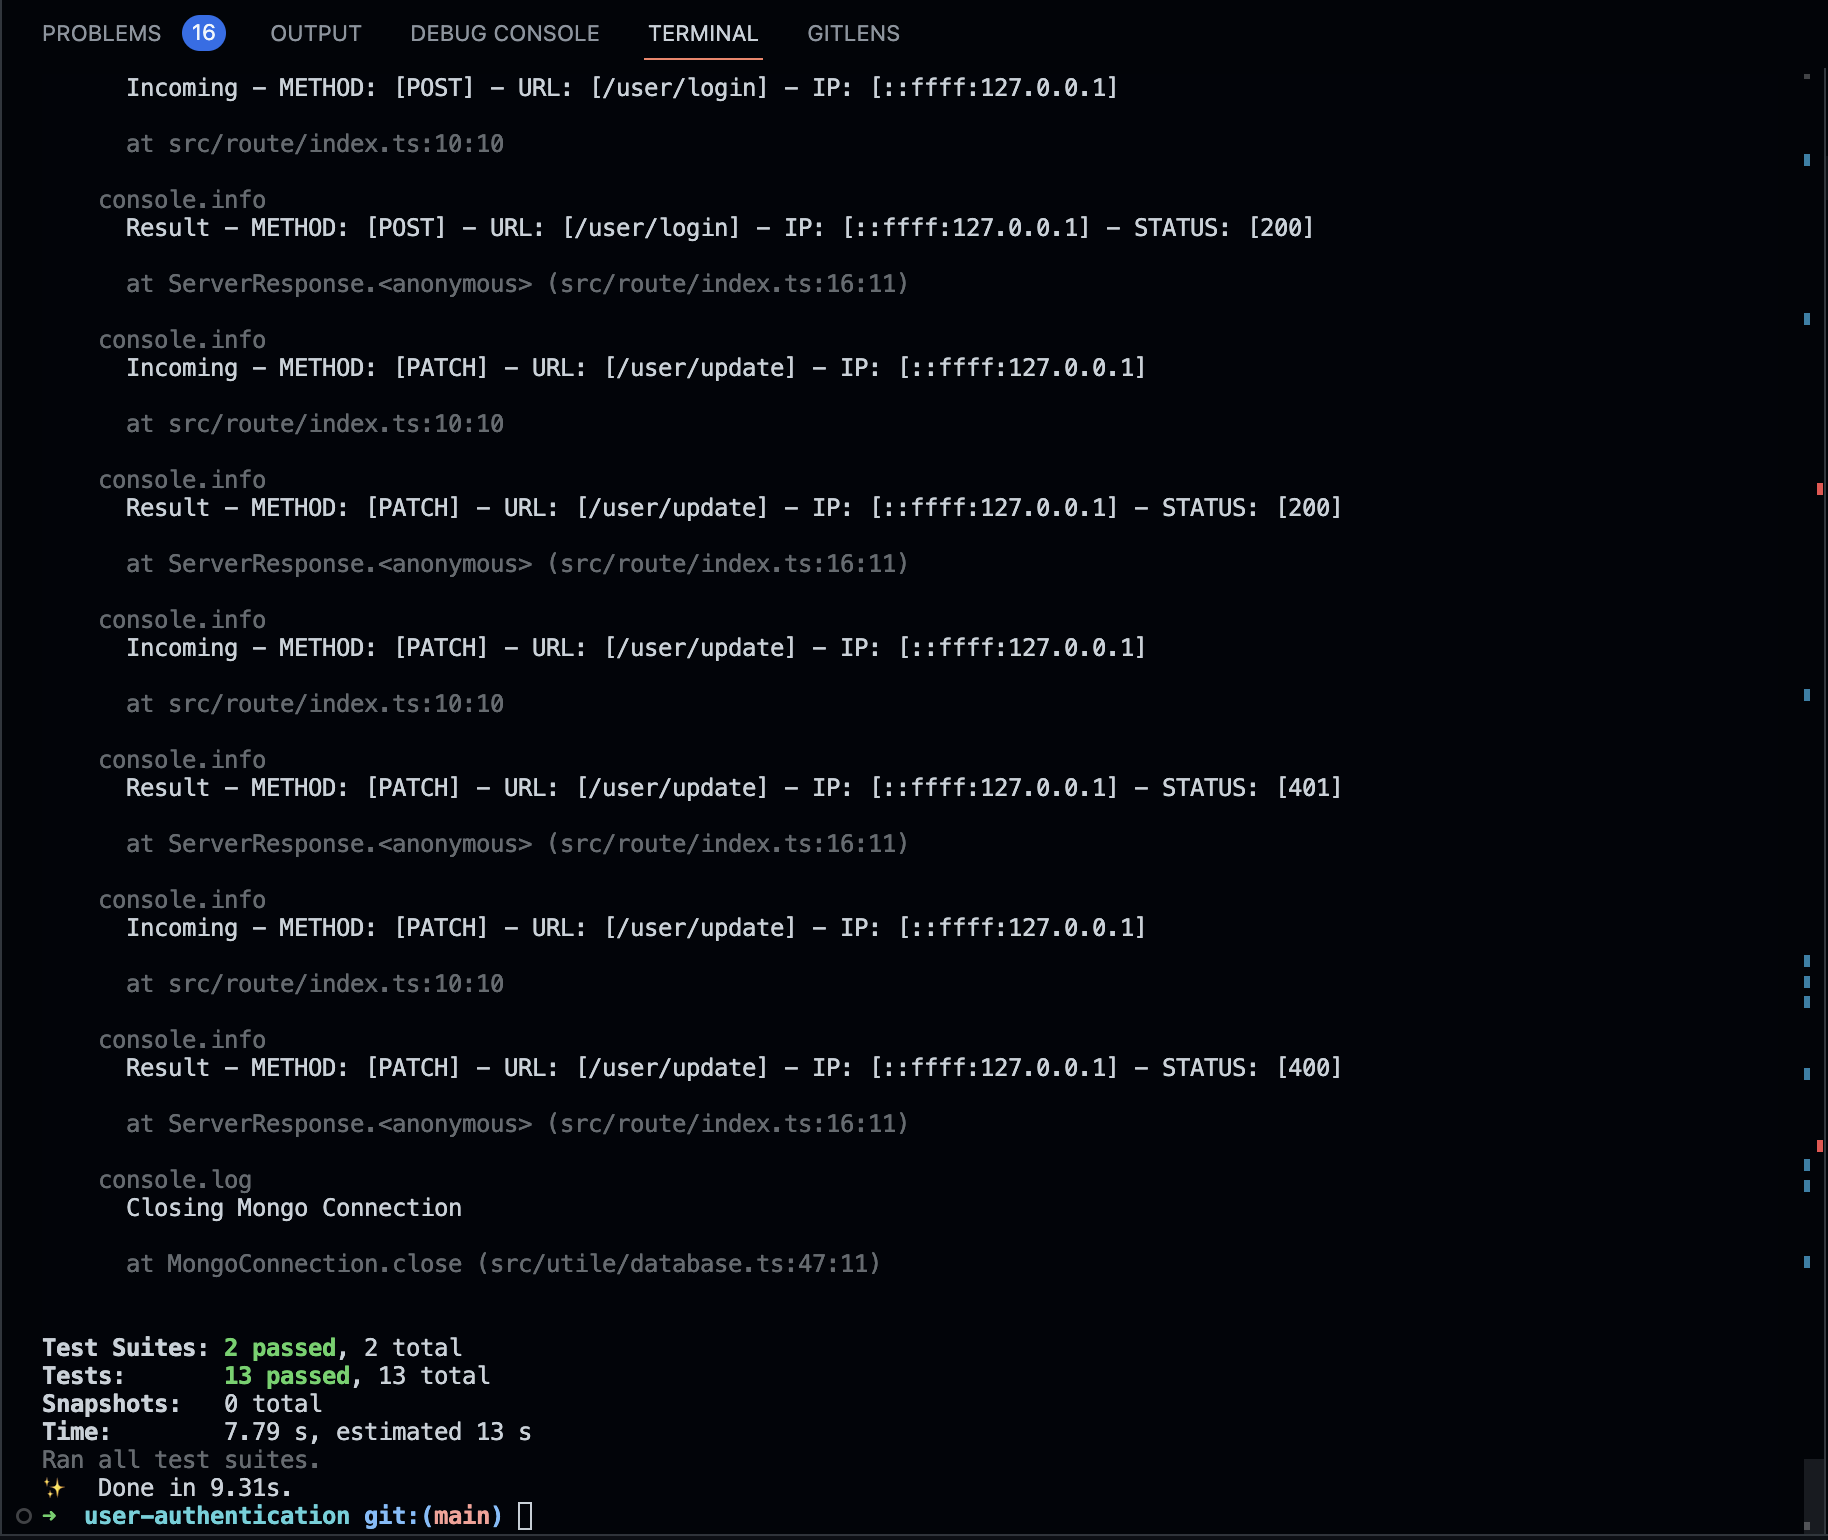 PROBLEMS 16 OUTPUT DEBUG CONSOLE TERMINAL GITLENS
Incoming – METHOD: [POST] – URL: [/user/login] – IP: [::ffff:127.0.0.1]
at src/route/index.ts:10:10
console.info
Result – METHOD: [POST] – URL: [/user/login] – IP: [::ffff:127.0.0.1] – STATUS: [200]
at ServerResponse.<anonymous> (src/route/index.ts:16:11)
console.info
Incoming – METHOD: [PATCH] – URL: [/user/update] – IP: [::ffff:127.0.0.1]
at src/route/index.ts:10:10
console.info
Result – METHOD: [PATCH] – URL: [/user/update] – IP: [::ffff:127.0.0.1] – STATUS: [200]
at ServerResponse.<anonymous> (src/route/index.ts:16:11)
console.info
Incoming – METHOD: [PATCH] – URL: [/user/update] – IP: [::ffff:127.0.0.1]
at src/route/index.ts:10:10
console.info
Result – METHOD: [PATCH] – URL: [/user/update] – IP: [::ffff:127.0.0.1] – STATUS: [401]
at ServerResponse.<anonymous> (src/route/index.ts:16:11)
console.info
Incoming – METHOD: [PATCH] – URL: [/user/update] – IP: [::ffff:127.0.0.1]
at src/route/index.ts:10:10
console.info
Result – METHOD: [PATCH] – URL: [/user/update] – IP: [::ffff:127.0.0.1] – STATUS: [400]
at ServerResponse.<anonymous> (src/route/index.ts:16:11)
console.log
Closing Mongo Connection
at MongoConnection.close (src/utile/database.ts:47:11)
Test Suites: 2 passed, 2 total
Tests: 13 passed, 13 total
Snapshots: 0 total
Time: 7.79 s, estimated 13 s
Ran all test suites.
✨ Done in 9.31s.
➜ user–authentication git:(main)